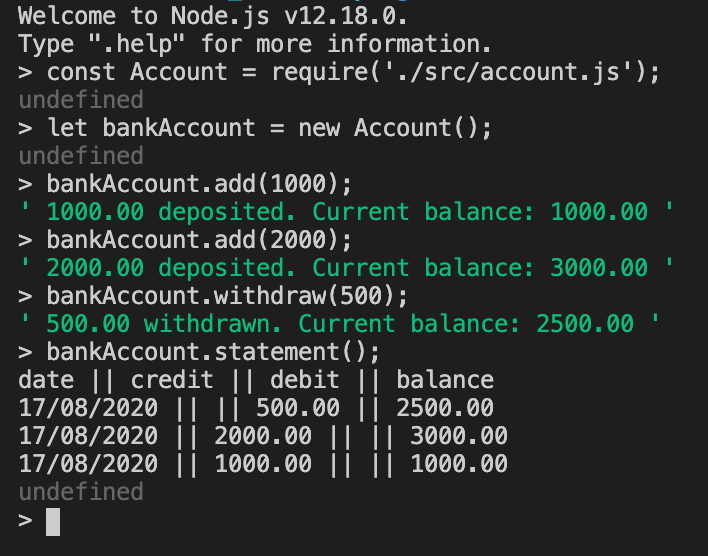 Welcome to Node.js v12.18.0.
Type ".help" for more information.
> const Account = require('./src/account.js');
undefined
> let bankAccount = new Account();
undefined
> bankAccount.add(1000);
' 1000.00 deposited. Current balance: 1000.00 '
> bankAccount.add(2000);
' 2000.00 deposited. Current balance: 3000.00 '
> bankAccount.withdraw(500);
' 500.00 withdrawn. Current balance: 2500.00 '
> bankAccount.statement();
date || credit || debit || balance
17/08/2020 || || 500.00 || 2500.00
17/08/2020 || 2000.00 || || 3000.00
17/08/2020 || 1000.00 || || 1000.00
undefined
>